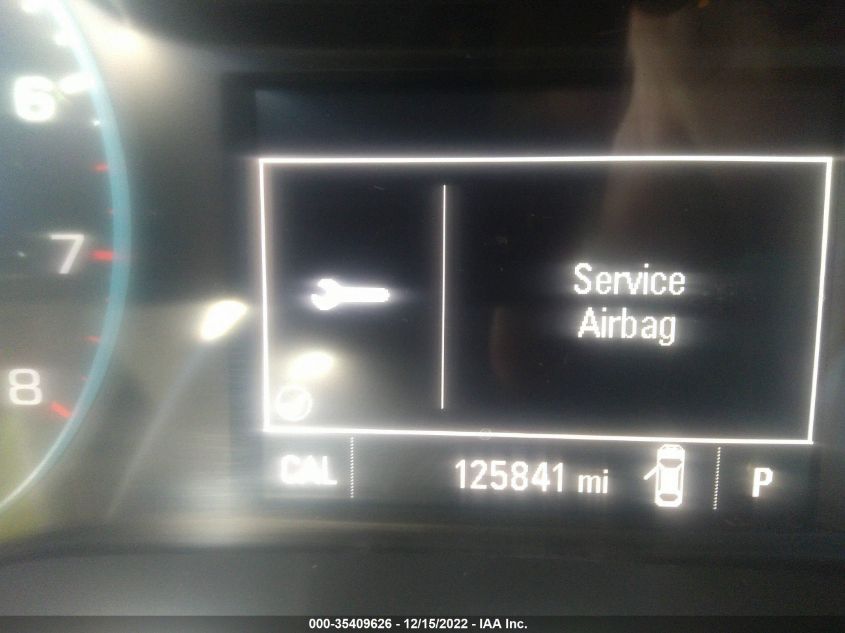 6
7
8
Service
Airbag
CAL 125841 mi P
000-35409626 - 12/15/2022 - IAA Inc.